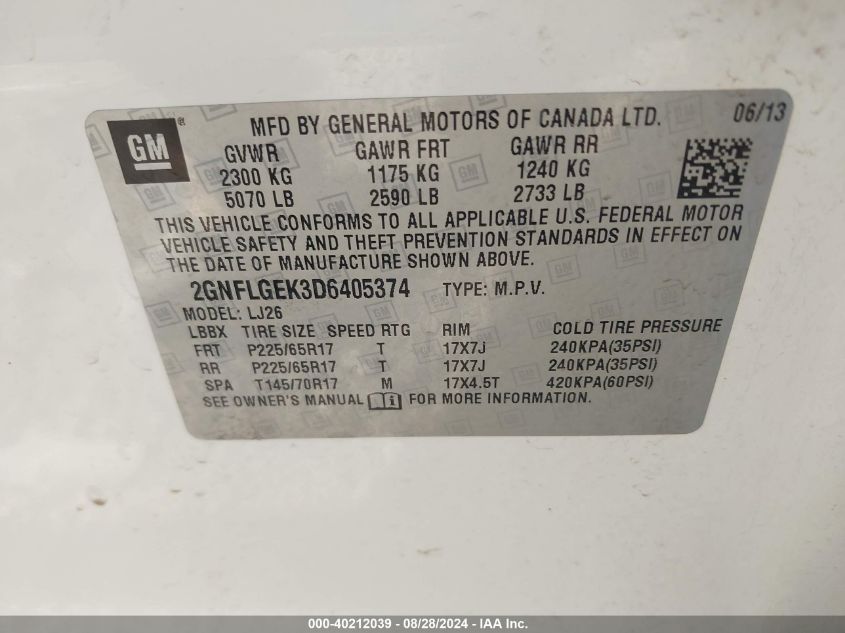 GM ®
MFD BY GENERAL MOTORS OF CANADA LTD. 06/13
GVWR GAWR FRT GAWR RR
2300 KG 1175 KG 1240 KG
5070 LB 2590 LB 2733 LB
THIS VEHICLE CONFORMS TO ALL APPLICABLE U.S. FEDERAL MOTOR
VEHICLE SAFETY AND THEFT PREVENTION STANDARDS IN EFFECT ON
THE DATE OF MANUFACTURE SHOWN ABOVE.
2GNFLGEK3D6405374 TYPE: M.P.V.
MODEL: LJ26
LBBX TIRE SIZE SPEED RTG RIM COLD TIRE PRESSURE
FRT P225/65R17 T 17X7J 240KPA(35PSI)
RR P225/65R17 T 17X7J 240KPA(35PSI)
SPA T145/70R17 M 17X4.5T 420KPA(60PSI)
SEE OWNER'S MANUAL FOR MORE INFORMATION.
000-40212039 - 08/28/2024 - IAA Inc.